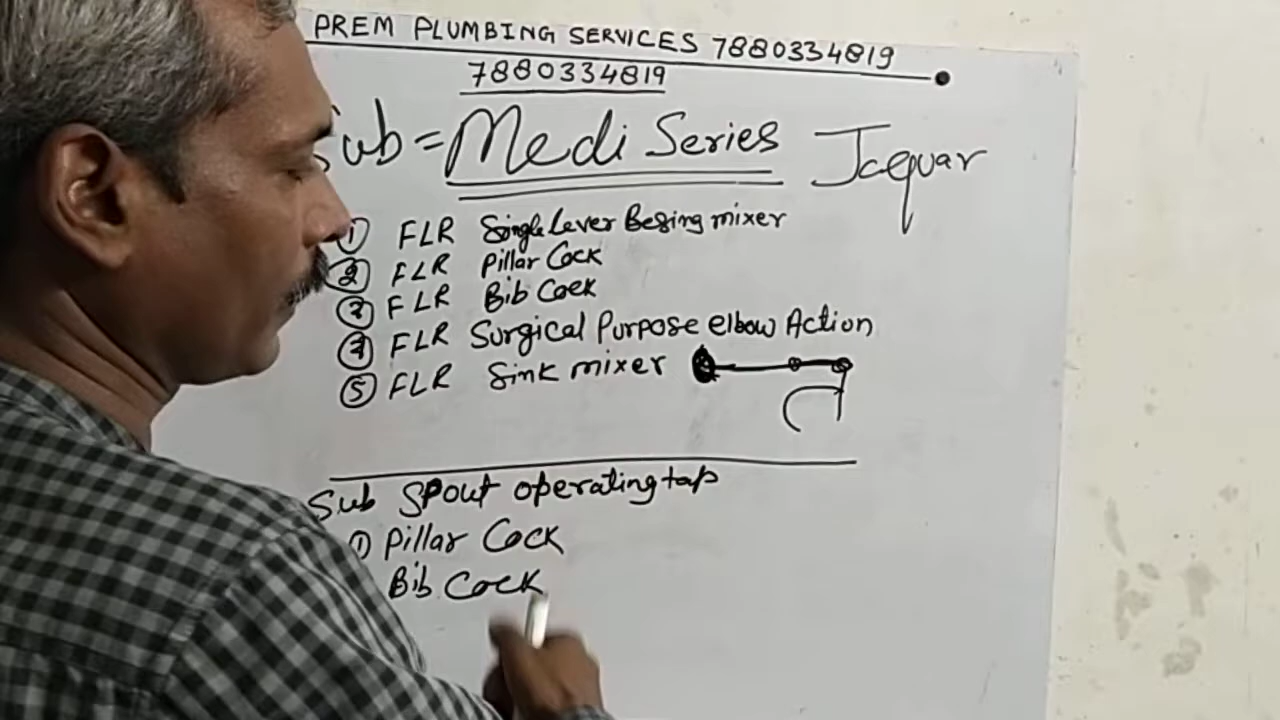 PREM PLUMBING SERVICES 7880334819
7880334819
Sub = Medi Series Jaquar
① FLR Single Lever Besing mixer
② FLR Pillar Cock
③ FLR Bib Cock
④ FLR Surgical Purpose elbow Action
⑤ FLR Sink mixer
Sub Spout operating tap
① Pillar Cock
Bib Cock